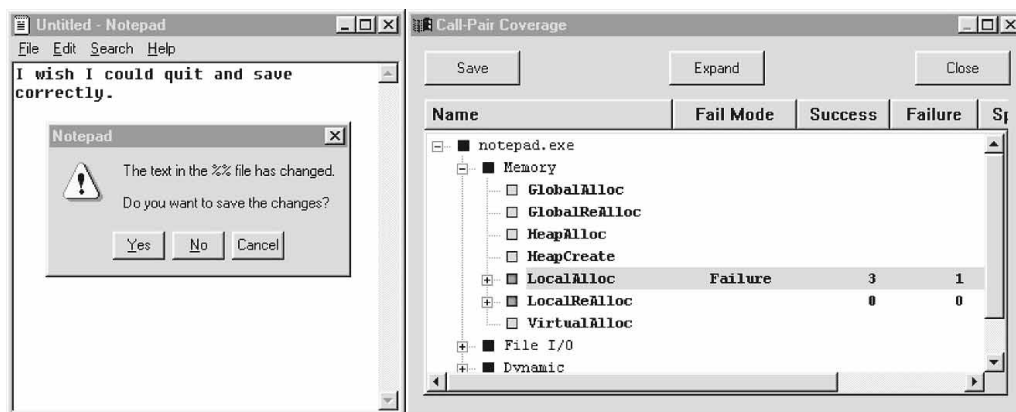 Untitled - Notepad
File Edit Search Help
I wish I could quit and save
correctly.
Notepad
The text in the %% file has changed.
Do you want to save the changes?
Yes No Cancel
Call-Pair Coverage
Save Expand Close
Name Fail Mode Success Failure Sp
notepad.exe
Memory
GlobalAlloc
GlobalReAlloc
HeapAlloc
HeapCreate
LocalAlloc Failure 3 1
LocalReAlloc 0 0
VirtualAlloc
File I/O
Dynamic